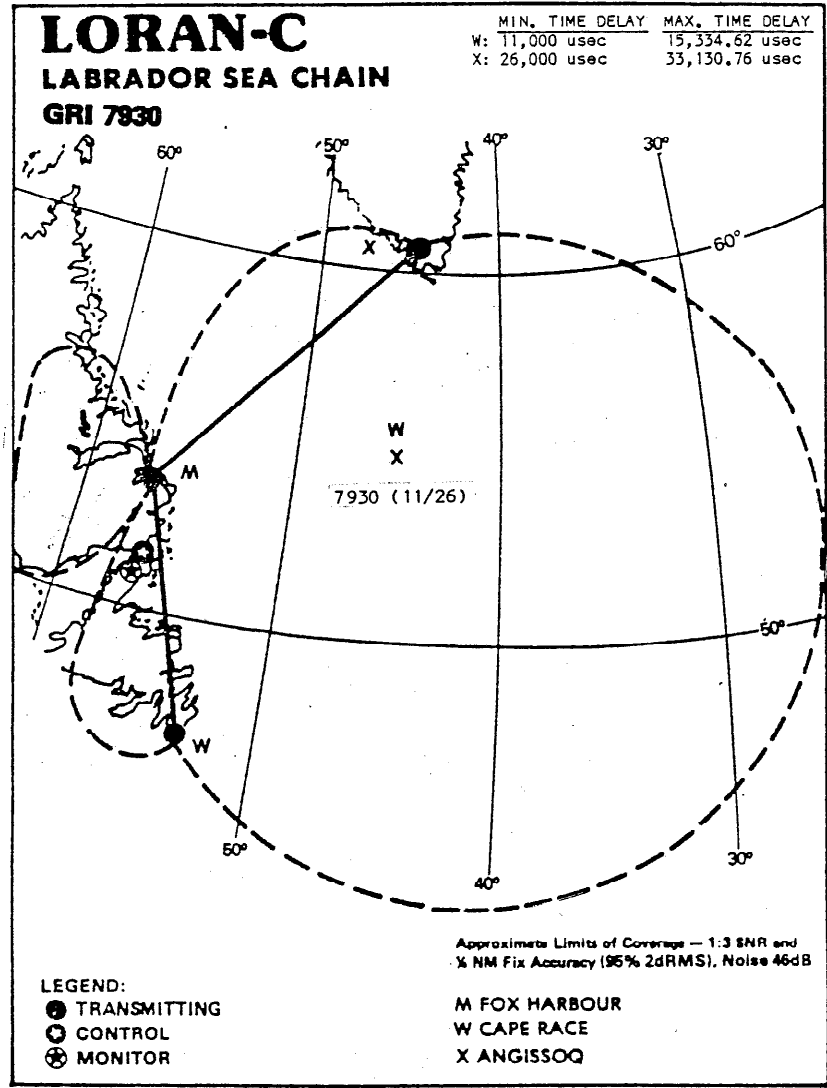 LORAN-C
LABRADOR SEA CHAIN
GRI 7930
MIN. TIME DELAY MAX. TIME DELAY
W: 11,000 usec 15,334.62 usec
X: 26,000 usec 33,130.76 usec
60° 50° 40° 30°
X
60°
W
X
M
7930 (11/26)
50°
W
50° 40° 30°
Approximate Limits of Coverage — 1:3 SNR and
¼ NM Fix Accuracy (95% 2dRMS), Noise 46dB
LEGEND:
TRANSMITTING
CONTROL
MONITOR
M FOX HARBOUR
W CAPE RACE
X ANGISSOQ